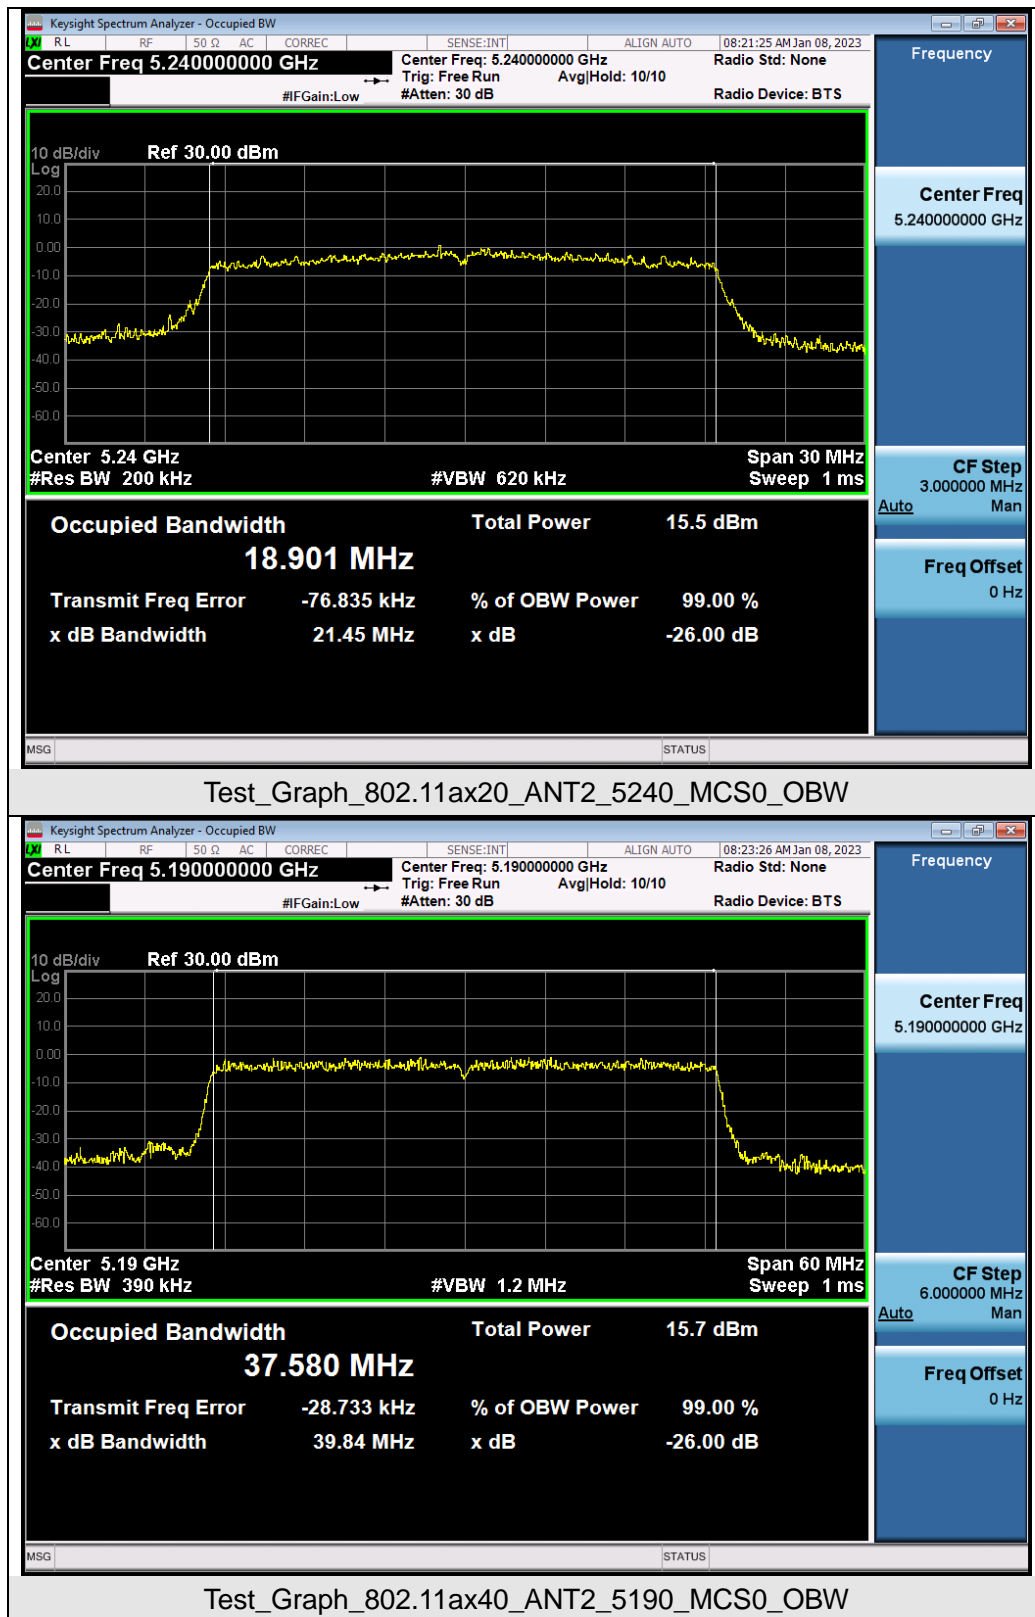 Keysight Spectrum Analyzer - Occupied BW
LXI RL RF 50 Ω AC CORREC SENSE:INT ALIGN AUTO 08:21:25 AM Jan 08, 2023
Center Freq 5.240000000 GHz Center Freq: 5.240000000 GHz Radio Std: None Frequency
Trig: Free Run Avg|Hold: 10/10
#IFGain:Low #Atten: 30 dB Radio Device: BTS
10 dB/div Ref 30.00 dBm
Log
20.0
10.0
0.00
-10.0
-20.0
-30.0
-40.0
-50.0
-60.0
Center Freq
5.240000000 GHz
Center 5.24 GHz Span 30 MHz
#Res BW 200 kHz #VBW 620 kHz Sweep 1 ms
CF Step
3.000000 MHz
Auto Man
Freq Offset
0 Hz
Occupied Bandwidth Total Power 15.5 dBm
18.901 MHz
Transmit Freq Error -76.835 kHz % of OBW Power 99.00 %
x dB Bandwidth 21.45 MHz x dB -26.00 dB
MSG STATUS
Test_Graph_802.11ax20_ANT2_5240_MCS0_OBW
Keysight Spectrum Analyzer - Occupied BW
LXI RL RF 50 Ω AC CORREC SENSE:INT ALIGN AUTO 08:23:26 AM Jan 08, 2023
Center Freq 5.190000000 GHz Center Freq: 5.190000000 GHz Radio Std: None Frequency
Trig: Free Run Avg|Hold: 10/10
#IFGain:Low #Atten: 30 dB Radio Device: BTS
10 dB/div Ref 30.00 dBm
Log
20.0
10.0
0.00
-10.0
-20.0
-30.0
-40.0
-50.0
-60.0
Center Freq
5.190000000 GHz
Center 5.19 GHz Span 60 MHz
#Res BW 390 kHz #VBW 1.2 MHz Sweep 1 ms
CF Step
6.000000 MHz
Auto Man
Freq Offset
0 Hz
Occupied Bandwidth Total Power 15.7 dBm
37.580 MHz
Transmit Freq Error -28.733 kHz % of OBW Power 99.00 %
x dB Bandwidth 39.84 MHz x dB -26.00 dB
MSG STATUS
Test_Graph_802.11ax40_ANT2_5190_MCS0_OBW